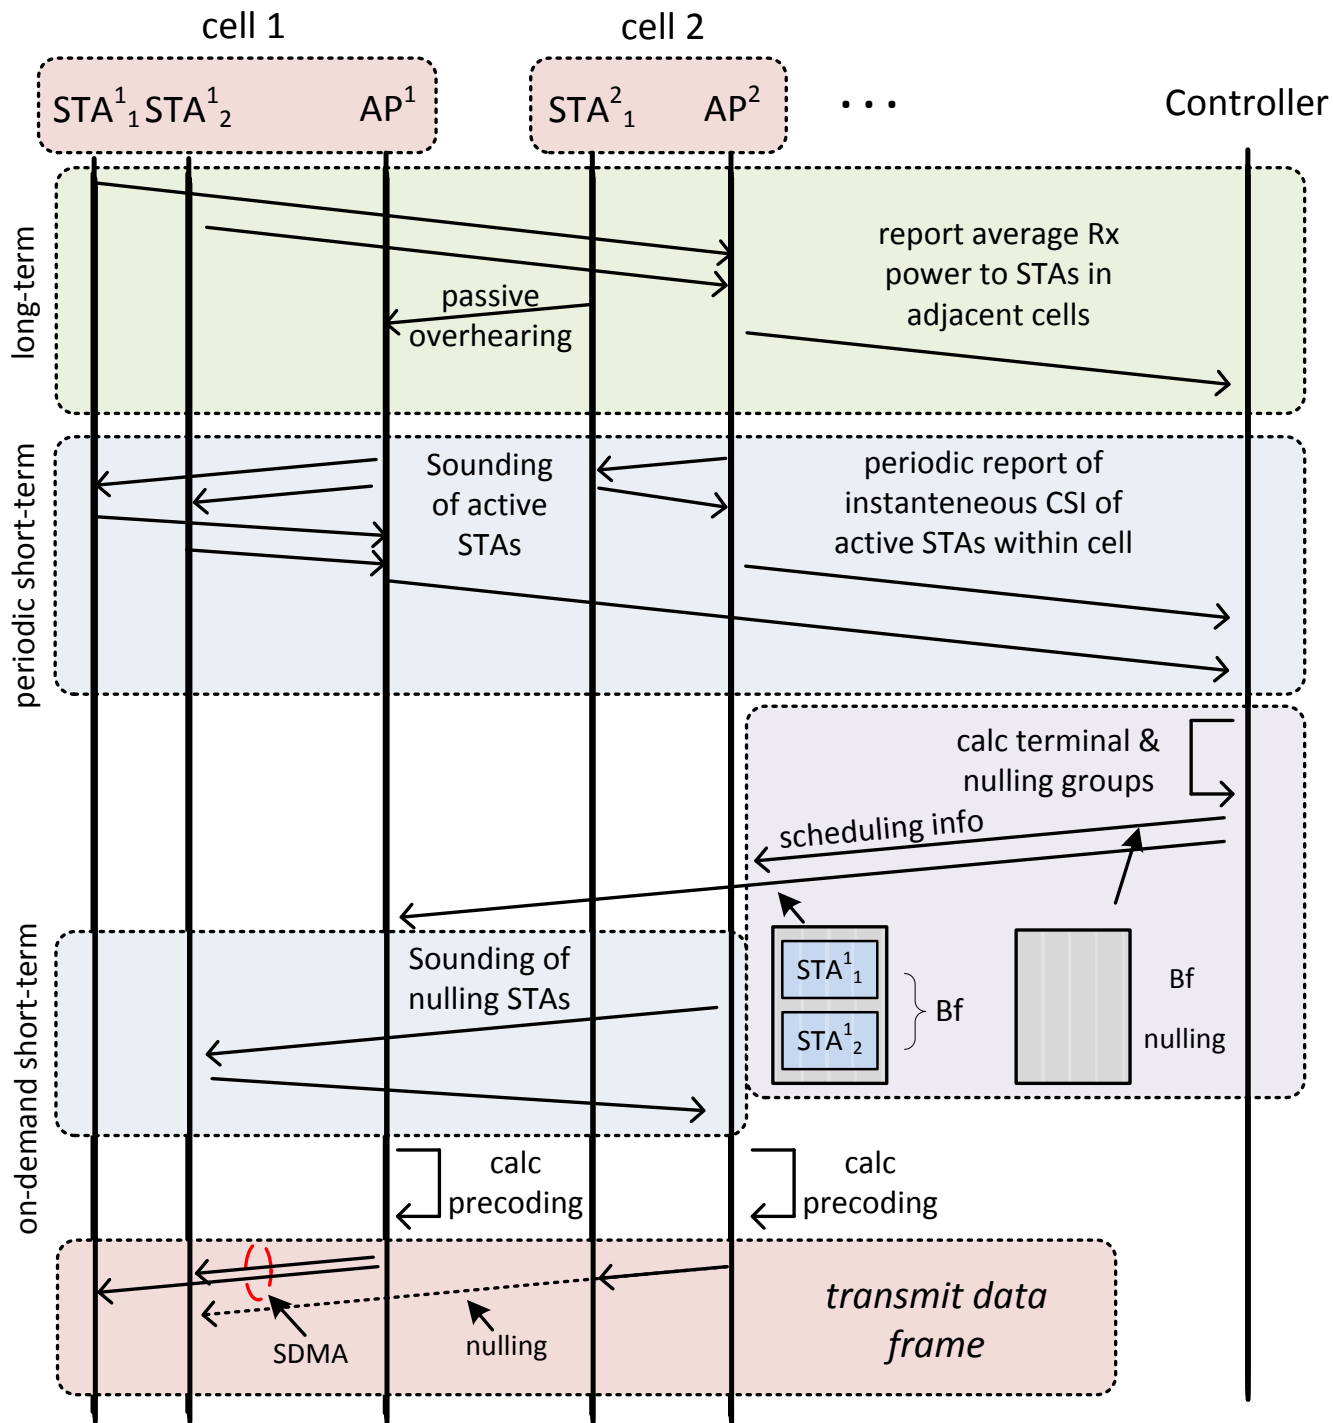 cell 1
cell 2
STA¹₁ STA¹₂ AP¹
STA²₁ AP²
...
Controller
long-term
report average Rx
power to STAs in
adjacent cells
passive
overhearing
periodic short-term
Sounding
of active
STAs
periodic report of
instanteneous CSI of
active STAs within cell
calc terminal &
nulling groups
scheduling info
on-demand short-term
Sounding of
nulling STAs
STA¹₁
STA¹₂
Bf
Bf
nulling
calc
precoding
calc
precoding
SDMA
nulling
transmit data
frame